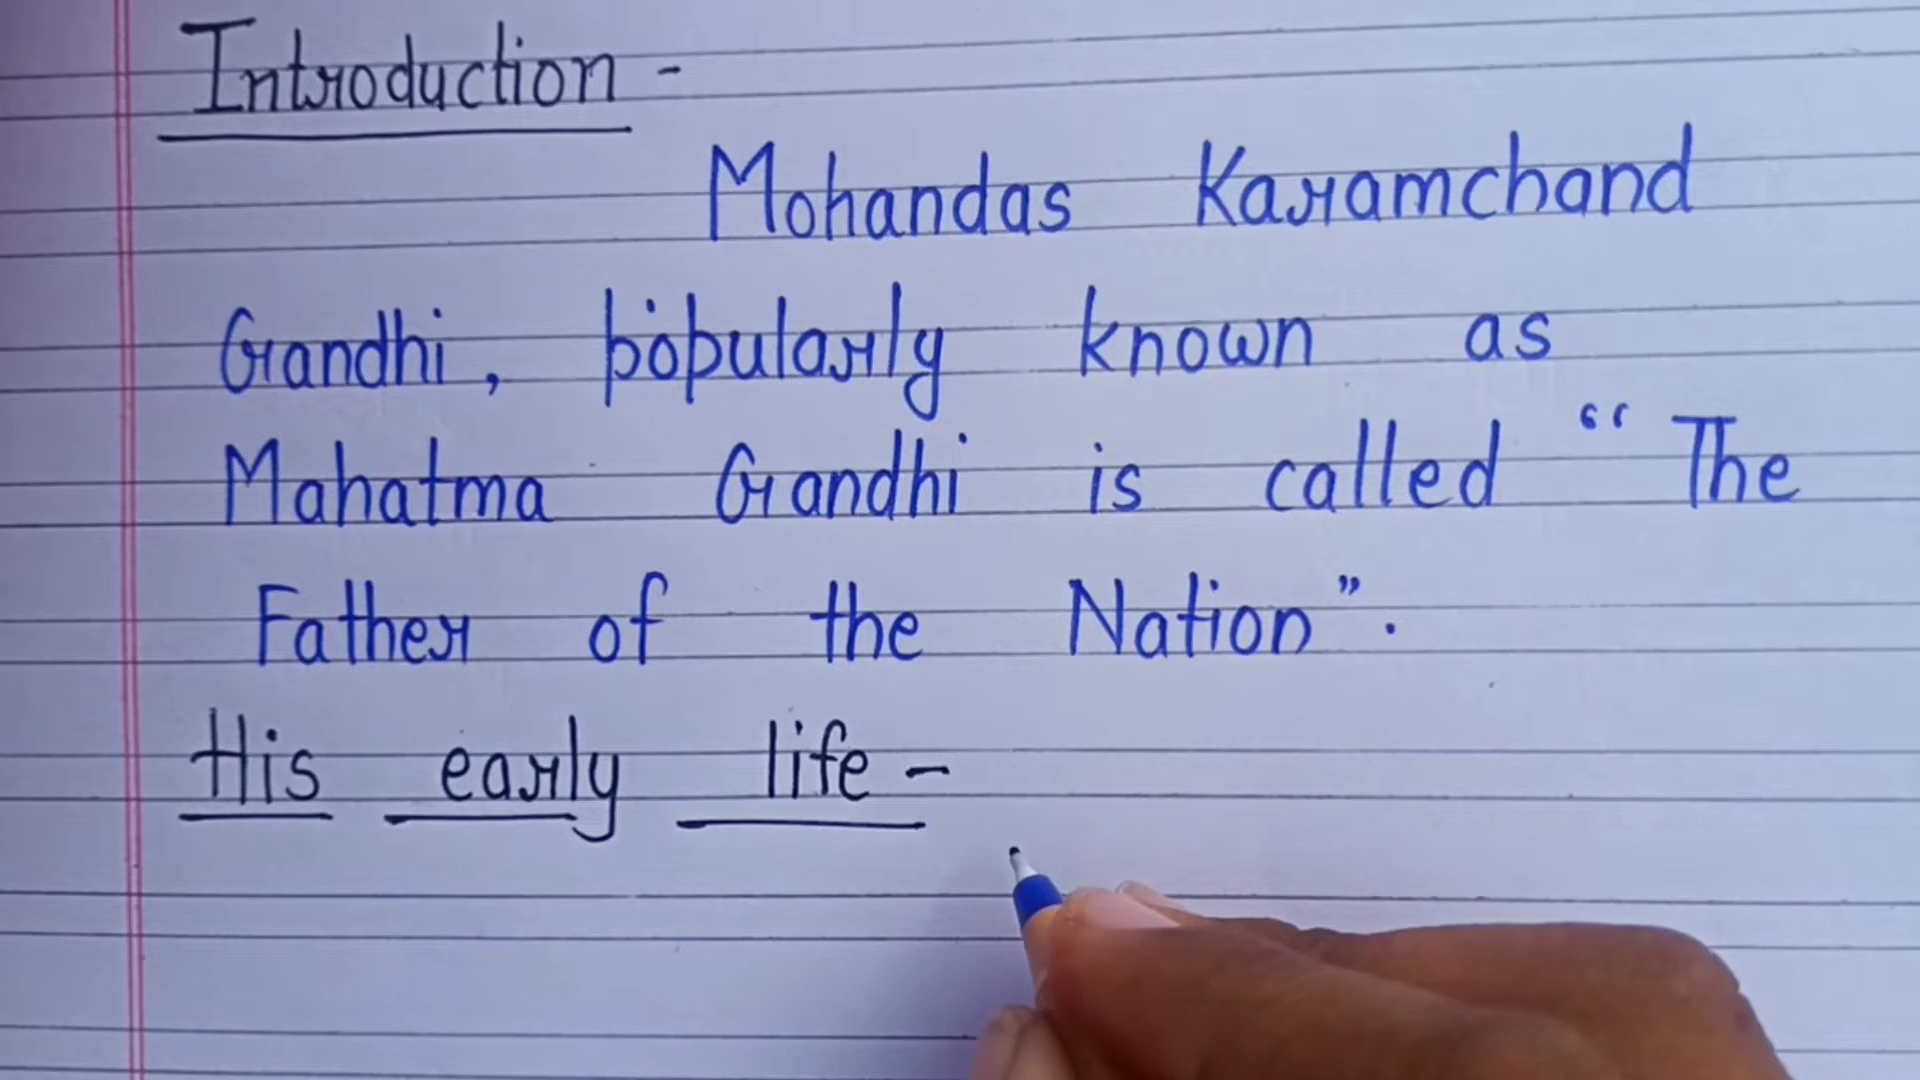 Introduction -
Mohandas Karamchand
Gandhi, popularly known as
Mahatma Gandhi is called "The
Father of the Nation".
His early life -